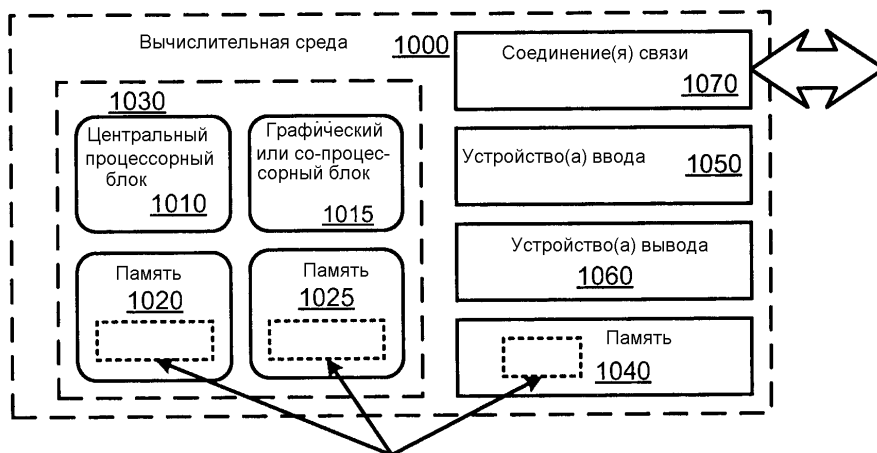 Вычислительная среда 1000
Соединение(я) связи
1070
1030
Центральный
процессорный
блок
1010
Графический
или со-процес-
сорный блок
1015
Устройство(а) ввода 1050
Память
1020
Память
1025
Устройство(а) вывода
1060
Память
1040